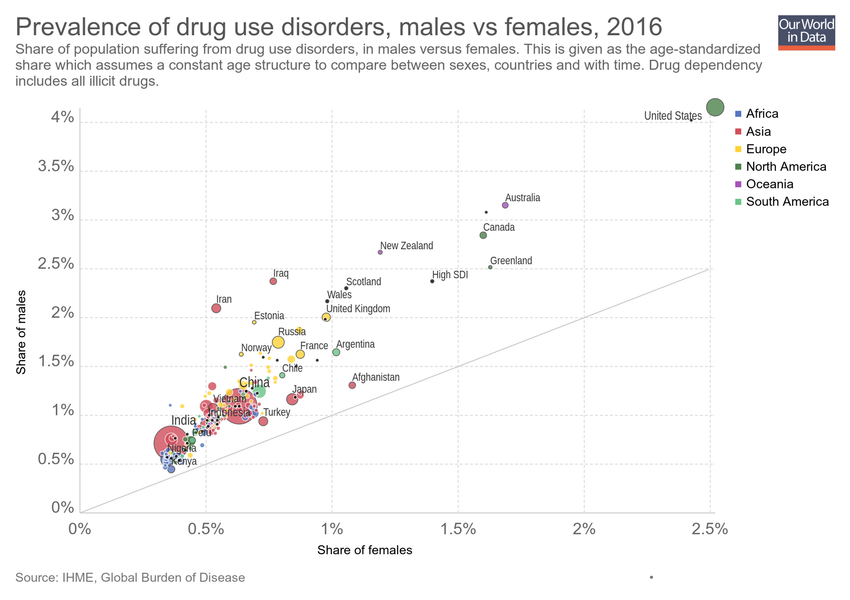 Prevalence of drug use disorders, males vs females, 2016
Our World
in Data
Share of population suffering from drug use disorders, in males versus females. This is given as the age-standardized
share which assumes a constant age structure to compare between sexes, countries and with time. Drug dependency
includes all illicit drugs.
4%
3.5%
3%
2.5%
2%
1.5%
1%
0.5%
0%
Share of males
United States
Australia
Canada
New Zealand
Greenland
Iraq
High SDI
Scotland
Iran
Wales
United Kingdom
Estonia
Russia
Norway
France
Argentina
Chile
China
Afghanistan
Japan
Vietnam
Indonesia
Turkey
India
Peru
Nigeria
Kenya
Africa
Asia
Europe
North America
Oceania
South America
0%
0.5%
1%
1.5%
2%
2.5%
Share of females
Source: IHME, Global Burden of Disease